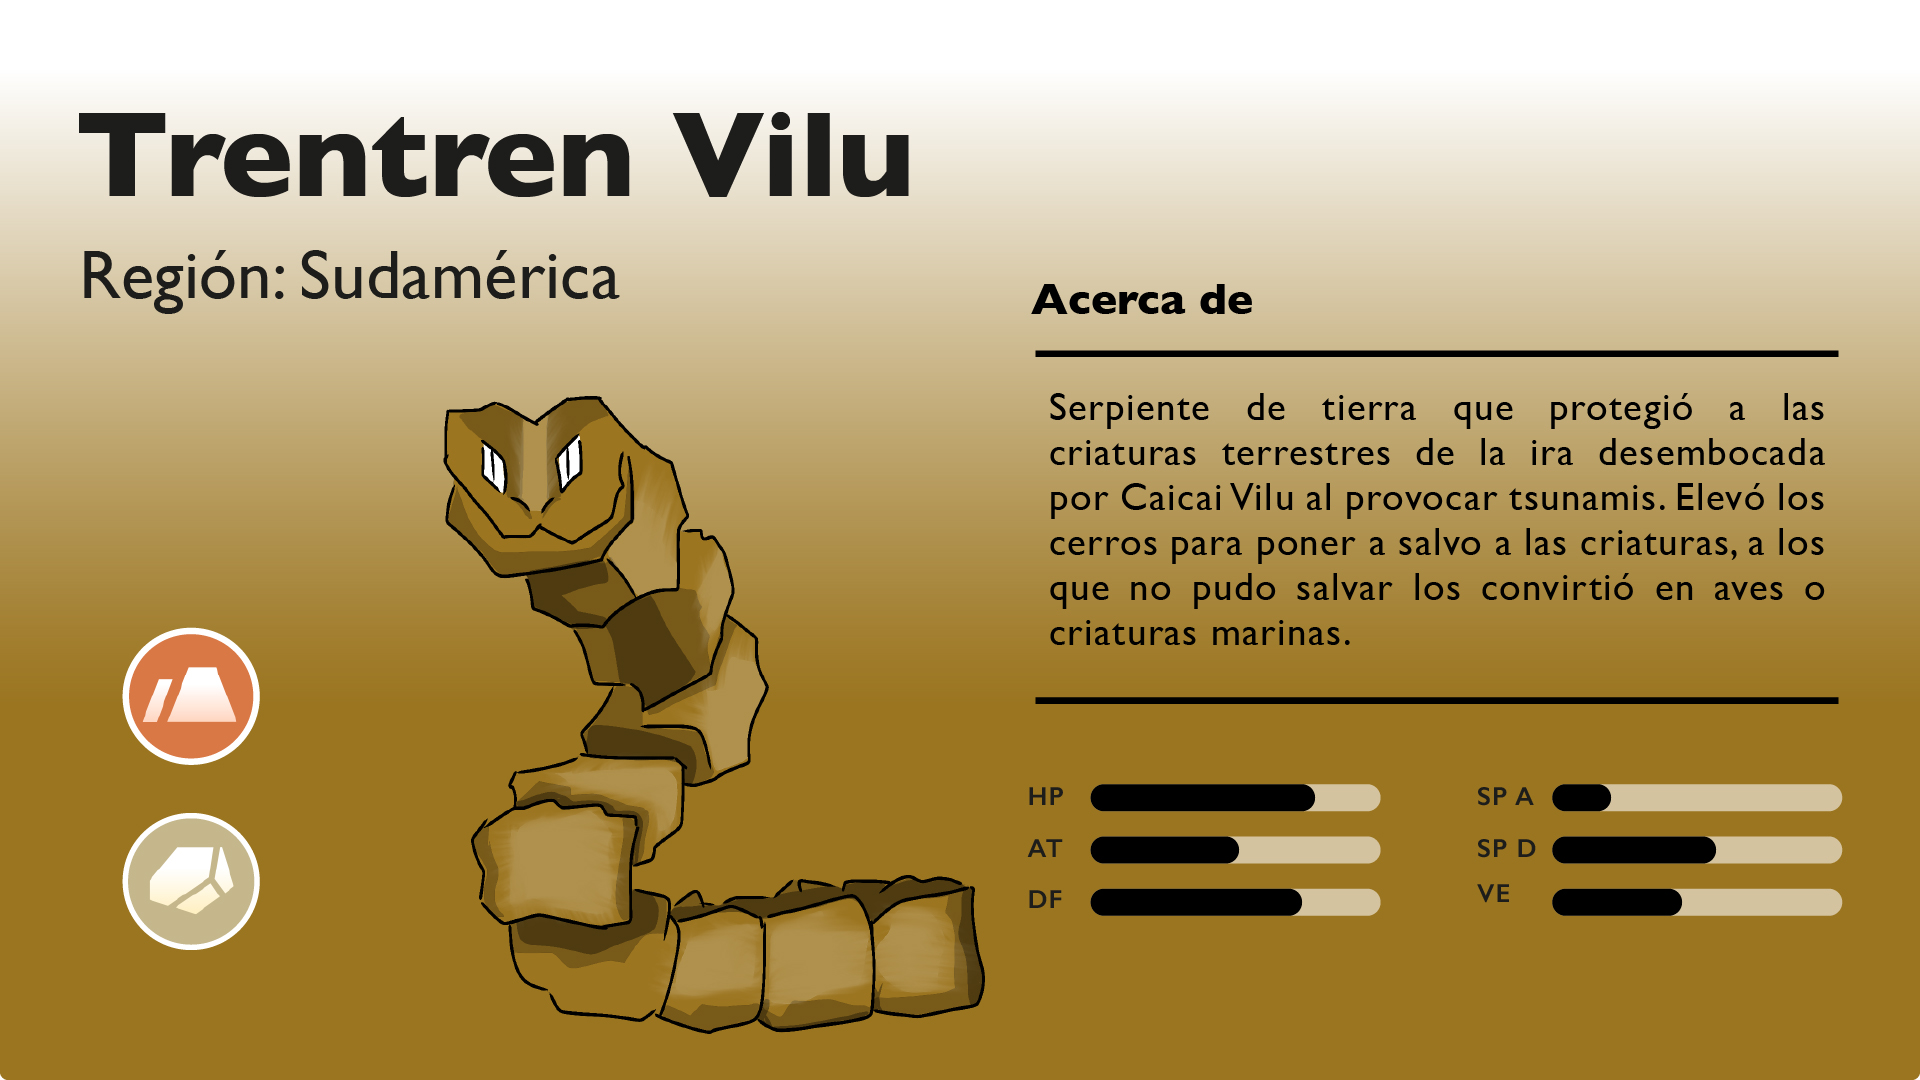 Trentren Vilu
Región: Sudamérica
Acerca de
Serpiente de tierra que protegió a las
criaturas terrestres de la ira desembocada
por Caicai Vilu al provocar tsunamis. Elevó los
cerros para poner a salvo a las criaturas, a los
que no pudo salvar los convirtió en aves o
criaturas marinas.
HP
AT
DF
SP A
SP D
VE